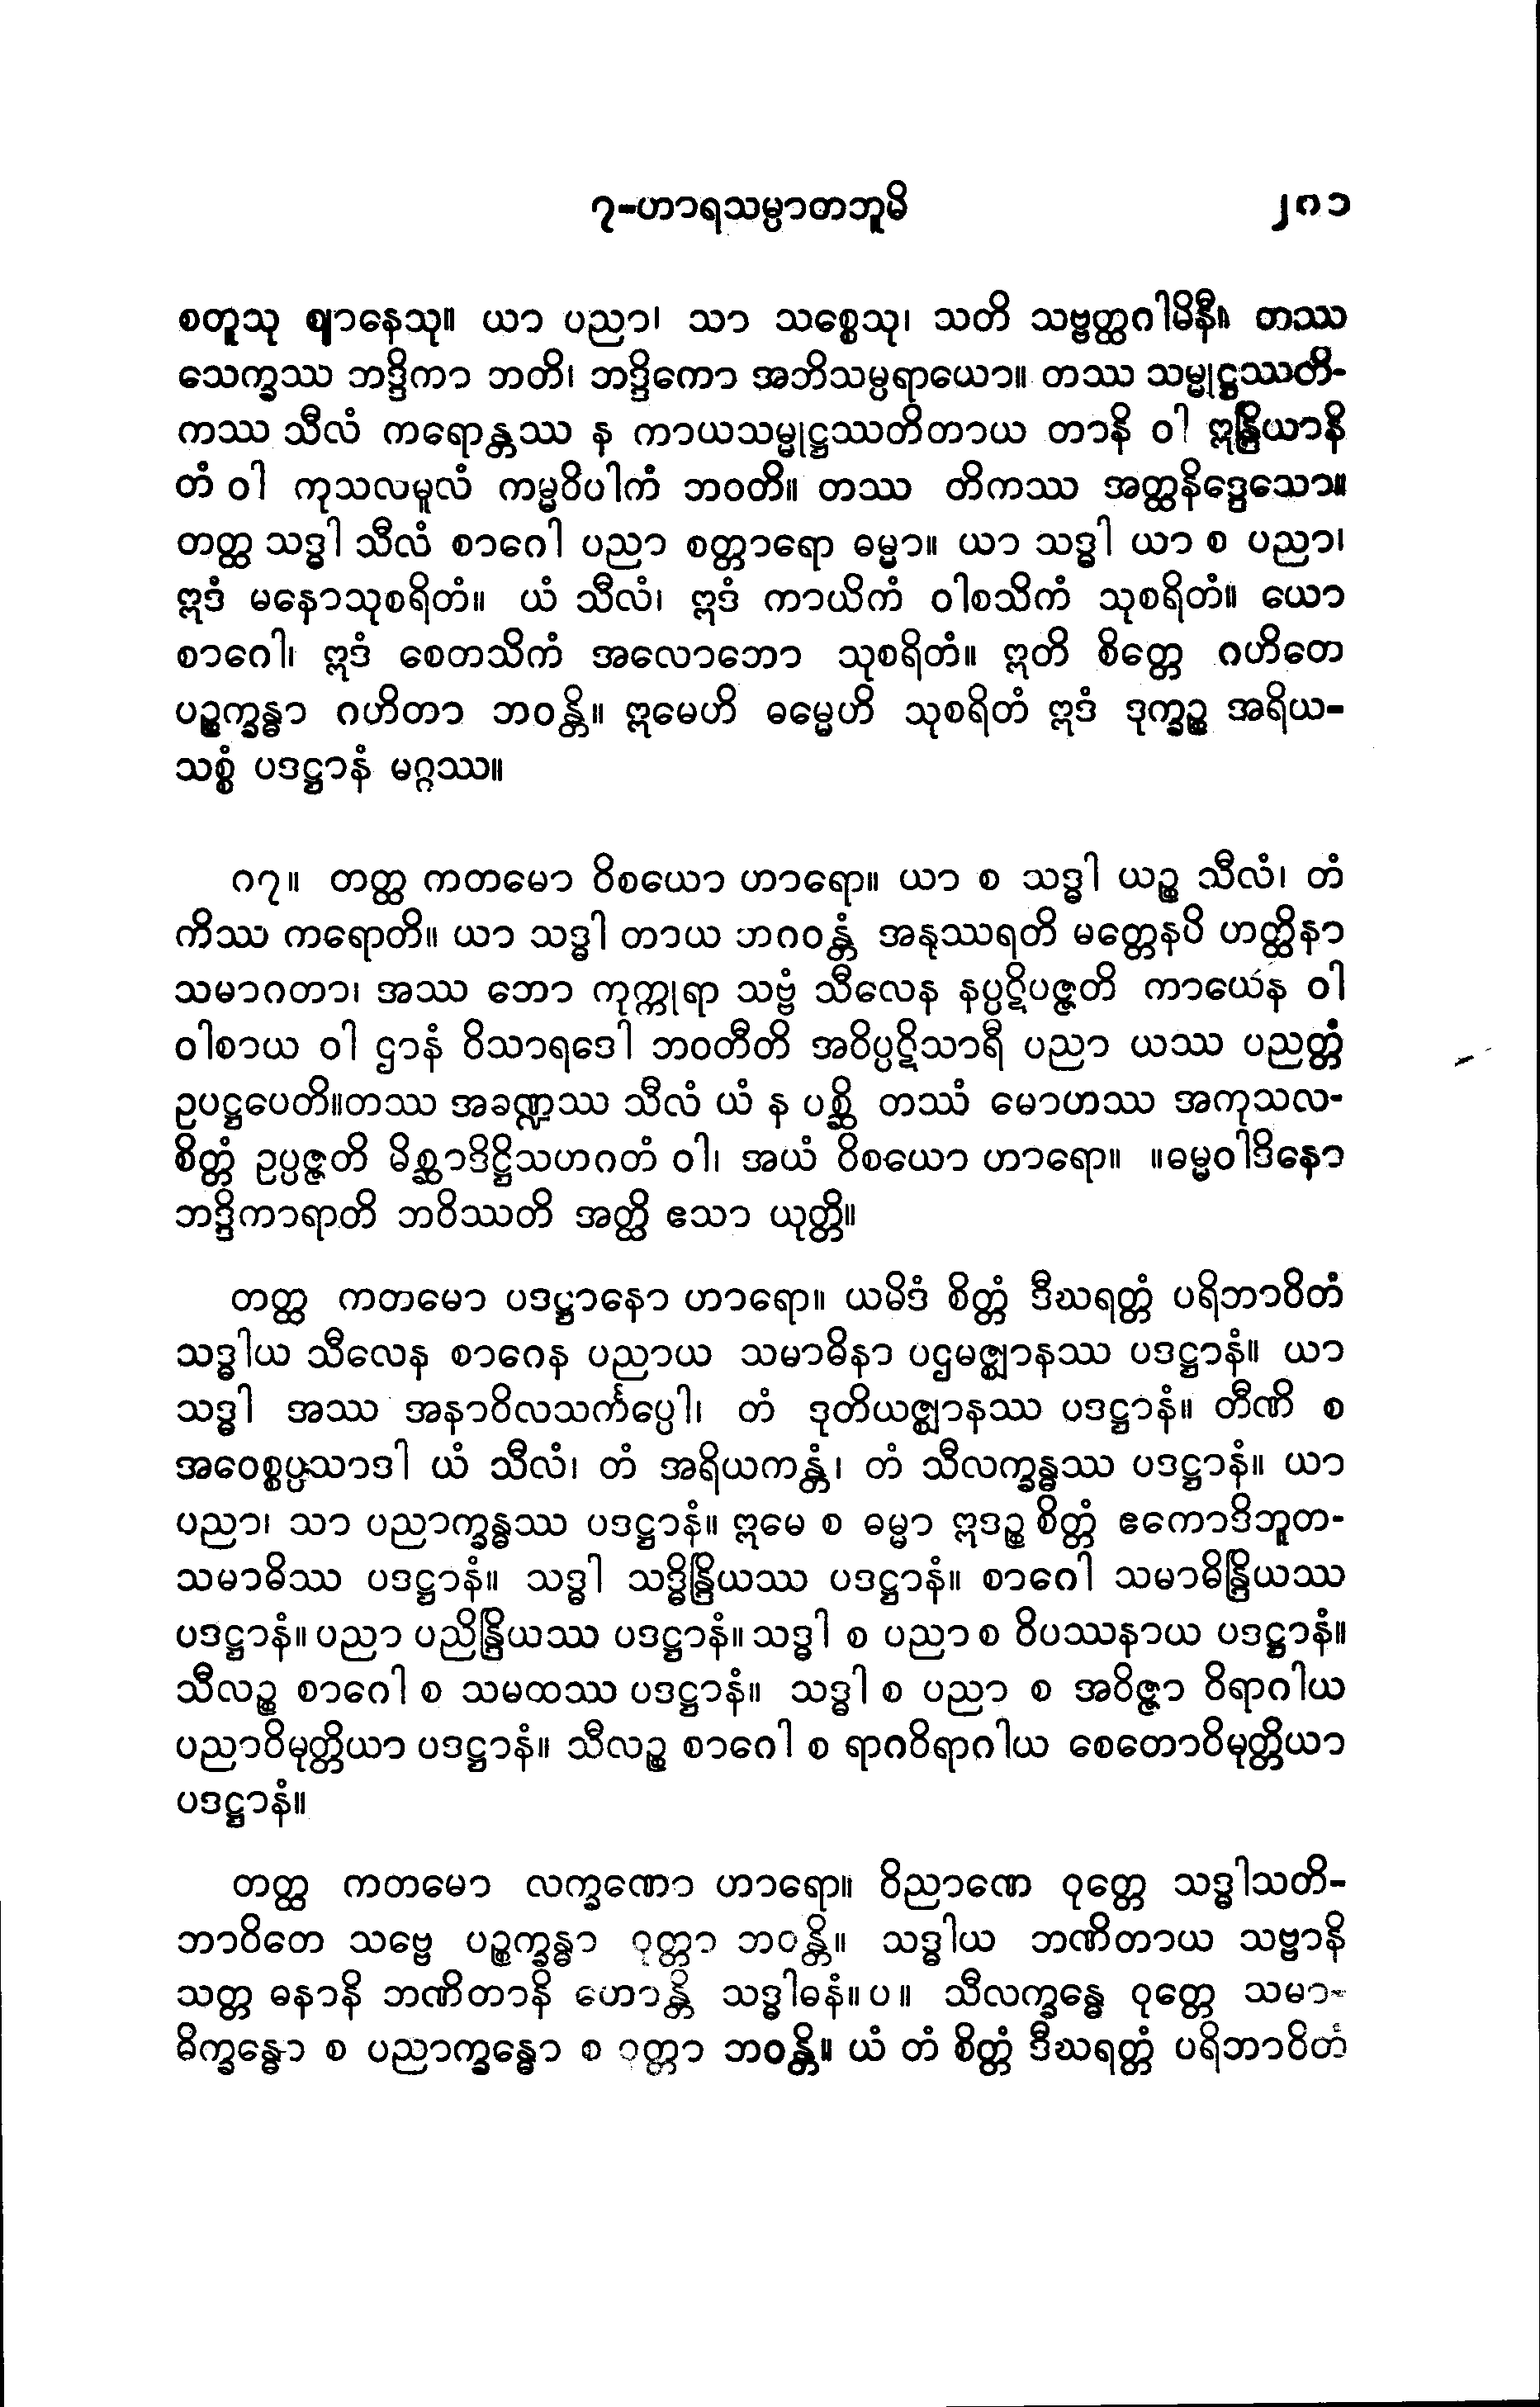 ၇-ဟာရသမ္ပာတဘူမိ ၂၈၁
စတူသု ဈာနေသု။ ယာ ပညာ၊ သာ သစ္စေသု၊ သတိ သဗ္ဗတ္ထဂါမိနီ။ တဿ
သေက္ခဿ ဘဒ္ဒိကာ ဘတိ၊ ဘဒ္ဒိကော အဘိသမ္ပရာယော။ တဿ သမ္မုဋ္ဌဿတိ-
ကဿ သီလံ ကရောန္တဿ န ကာယသမ္မုဋ္ဌဿတိတာယ တာနိ ဝါ ဣန္ဒြိယာနိ
တံ ဝါ ကုသလမူလံ ကမ္မဝိပါကံ ဘဝတိ။ တဿ တိကဿ အတ္ထနိဒ္ဒေသော။
တတ္ထ သဒ္ဓါ သီလံ စာဂေါ ပညာ စတ္တာရော ဓမ္မာ။ ယာ သဒ္ဓါ ယာ စ ပညာ၊
ဣဒံ မနောသုစရိတံ။ ယံ သီလံ၊ ဣဒံ ကာယိကံ ဝါစသိကံ သုစရိတံ။ ယော
စာဂေါ၊ ဣဒံ စေတသိကံ အလောဘော သုစရိတံ။ ဣတိ စိတ္တေ ဂဟိတေ
ပဉ္စက္ခန္ဓာ ဂဟိတာ ဘဝန္တိ။ ဣမေဟိ ဓမ္မေဟိ သုစရိတံ ဣဒံ ဒုက္ခဉ္စ အရိယ-
သစ္စံ ပဒဋ္ဌာနံ မဂ္ဂဿ။
၈၇။ တတ္ထ ကတမော ဝိစယော ဟာရော။ ယာ စ သဒ္ဓါ ယဉ္စ သီလံ၊ တံ
ကိဿ ကရောတိ။ ယာ သဒ္ဓါ တာယ ဘဂဝန္တံ အနုဿရတိ မတ္တေနပိ ဟတ္ထိနာ
သမာဂတာ၊ အဿ ဘော ကုက္ကုရာ သဗ္ဗံ သီလေန နပ္ပဋိပဇ္ဇတိ ကာယေန ဝါ
ဝါစာယ ဝါ ဌာနံ ဝိသာရဒေါ ဘဝတီတိ အဝိပ္ပဋိသာရီ ပညာ ယဿ ပညတ္တံ
ဥပဋ္ဌပေတိ။တဿ အခဏ္ဍဿ သီလံ ယံ န ပစ္ဆိ တဿံ မောဟဿ အကုသလ-
စိတ္တံ ဥပ္ပဇ္ဇတိ မိစ္ဆာဒိဋ္ဌိသဟဂတံ ဝါ၊ အယံ ဝိစယော ဟာရော။ ။ဓမ္မဝါဒိနော
ဘဒ္ဒိကာရာတိ ဘဝိဿတိ အတ္ထိ ဧသာ ယုတ္တိ။
တတ္ထ ကတမော ပဒဋ္ဌာနော ဟာရော။ ယမိဒံ စိတ္တံ ဒီဃရတ္တံ ပရိဘာဝိတံ
သဒ္ဓါယ သီလေန စာဂေန ပညာယ သမာဓိနာ ပဌမဇ္ဈာနဿ ပဒဋ္ဌာနံ။ ယာ
သဒ္ဓါ အဿ အနာဝိလသင်္ကပ္ပေါ၊ တံ ဒုတိယဇ္ဈာနဿ ပဒဋ္ဌာနံ။ တီဏိ စ
အဝေစ္စပ္ပသာဒါ ယံ သီလံ၊ တံ အရိယကန္တံ၊ တံ သီလက္ခန္ဓဿ ပဒဋ္ဌာနံ။ ယာ
ပညာ၊ သာ ပညာက္ခန္ဓဿ ပဒဋ္ဌာနံ။ ဣမေ စ ဓမ္မာ ဣဒဉ္စ စိတ္တံ ဧကောဒိဘူတ-
သမာဓိဿ ပဒဋ္ဌာနံ။ သဒ္ဓါ သဒ္ဓိန္ဒြိယဿ ပဒဋ္ဌာနံ။ စာဂေါ သမာဓိန္ဒြိယဿ
ပဒဋ္ဌာနံ။ ပညာ ပညိန္ဒြိယဿ ပဒဋ္ဌာနံ။ သဒ္ဓါ စ ပညာ စ ဝိပဿနာယ ပဒဋ္ဌာနံ။
သီလဉ္စ စာဂေါ စ သမထဿ ပဒဋ္ဌာနံ။ သဒ္ဓါ စ ပညာ စ အဝိဇ္ဇာ ဝိရာဂါယ
ပညာဝိမုတ္တိယာ ပဒဋ္ဌာနံ။ သီလဉ္စ စာဂေါ စ ရာဂဝိရာဂါယ စေတောဝိမုတ္တိယာ
ပဒဋ္ဌာနံ။
တတ္ထ ကတမော လက္ခဏော ဟာရော။ ဝိညာဏေ ဝုတ္တေ သဒ္ဓါသတိ-
ဘာဝိတေ သဗ္ဗေ ပဉ္စက္ခန္ဓာ ဝုတ္တာ ဘဝန္တိ။ သဒ္ဓါယ ဘဏိတာယ သဗ္ဗာနိ
သတ္တ ဓနာနိ ဘဏိတာနိ ဟောန္တိ သဒ္ဓါဓနံ။ ပ။ သီလက္ခန္ဓေ ဝုတ္တေ သမာ-
ဓိက္ခန္ဓော စ ပညာက္ခန္ဓော စ ဝုတ္တာ ဘဝန္တိ။ ယံ တံ စိတ္တံ ဒီဃရတ္တံ ပရိဘာဝိတံ